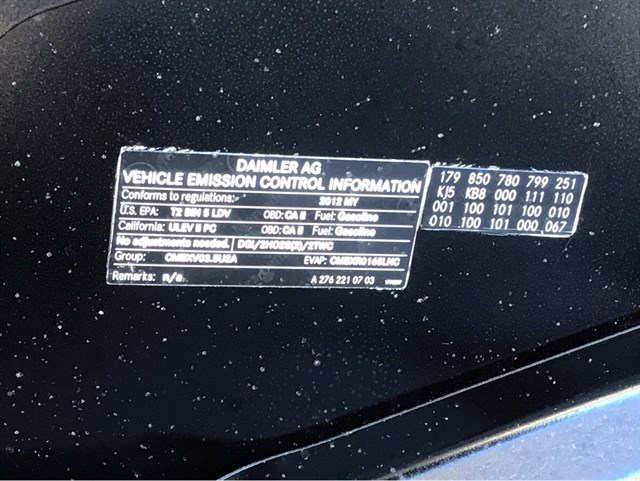 DAIMLER AG
VEHICLE EMISSION CONTROL INFORMATION
Conforms to regulations: 2012 MY
U.S. EPA: T2 BIN 5 LDV OBD: CA II Fuel: Gasoline
California: ULEV II PC OBD: CA II Fuel: Gasoline
No adjustments needed. DGI/2HO2S(2)/2TWC
Group: CMBXV03.5U2A EVAP: CMBXR0165LNC
Remarks: n/a A 276 221 07 03
179 850 780 799 251
KJ5 KB8 000 111 110
001 100 101 100 010
010 100 101 000 067